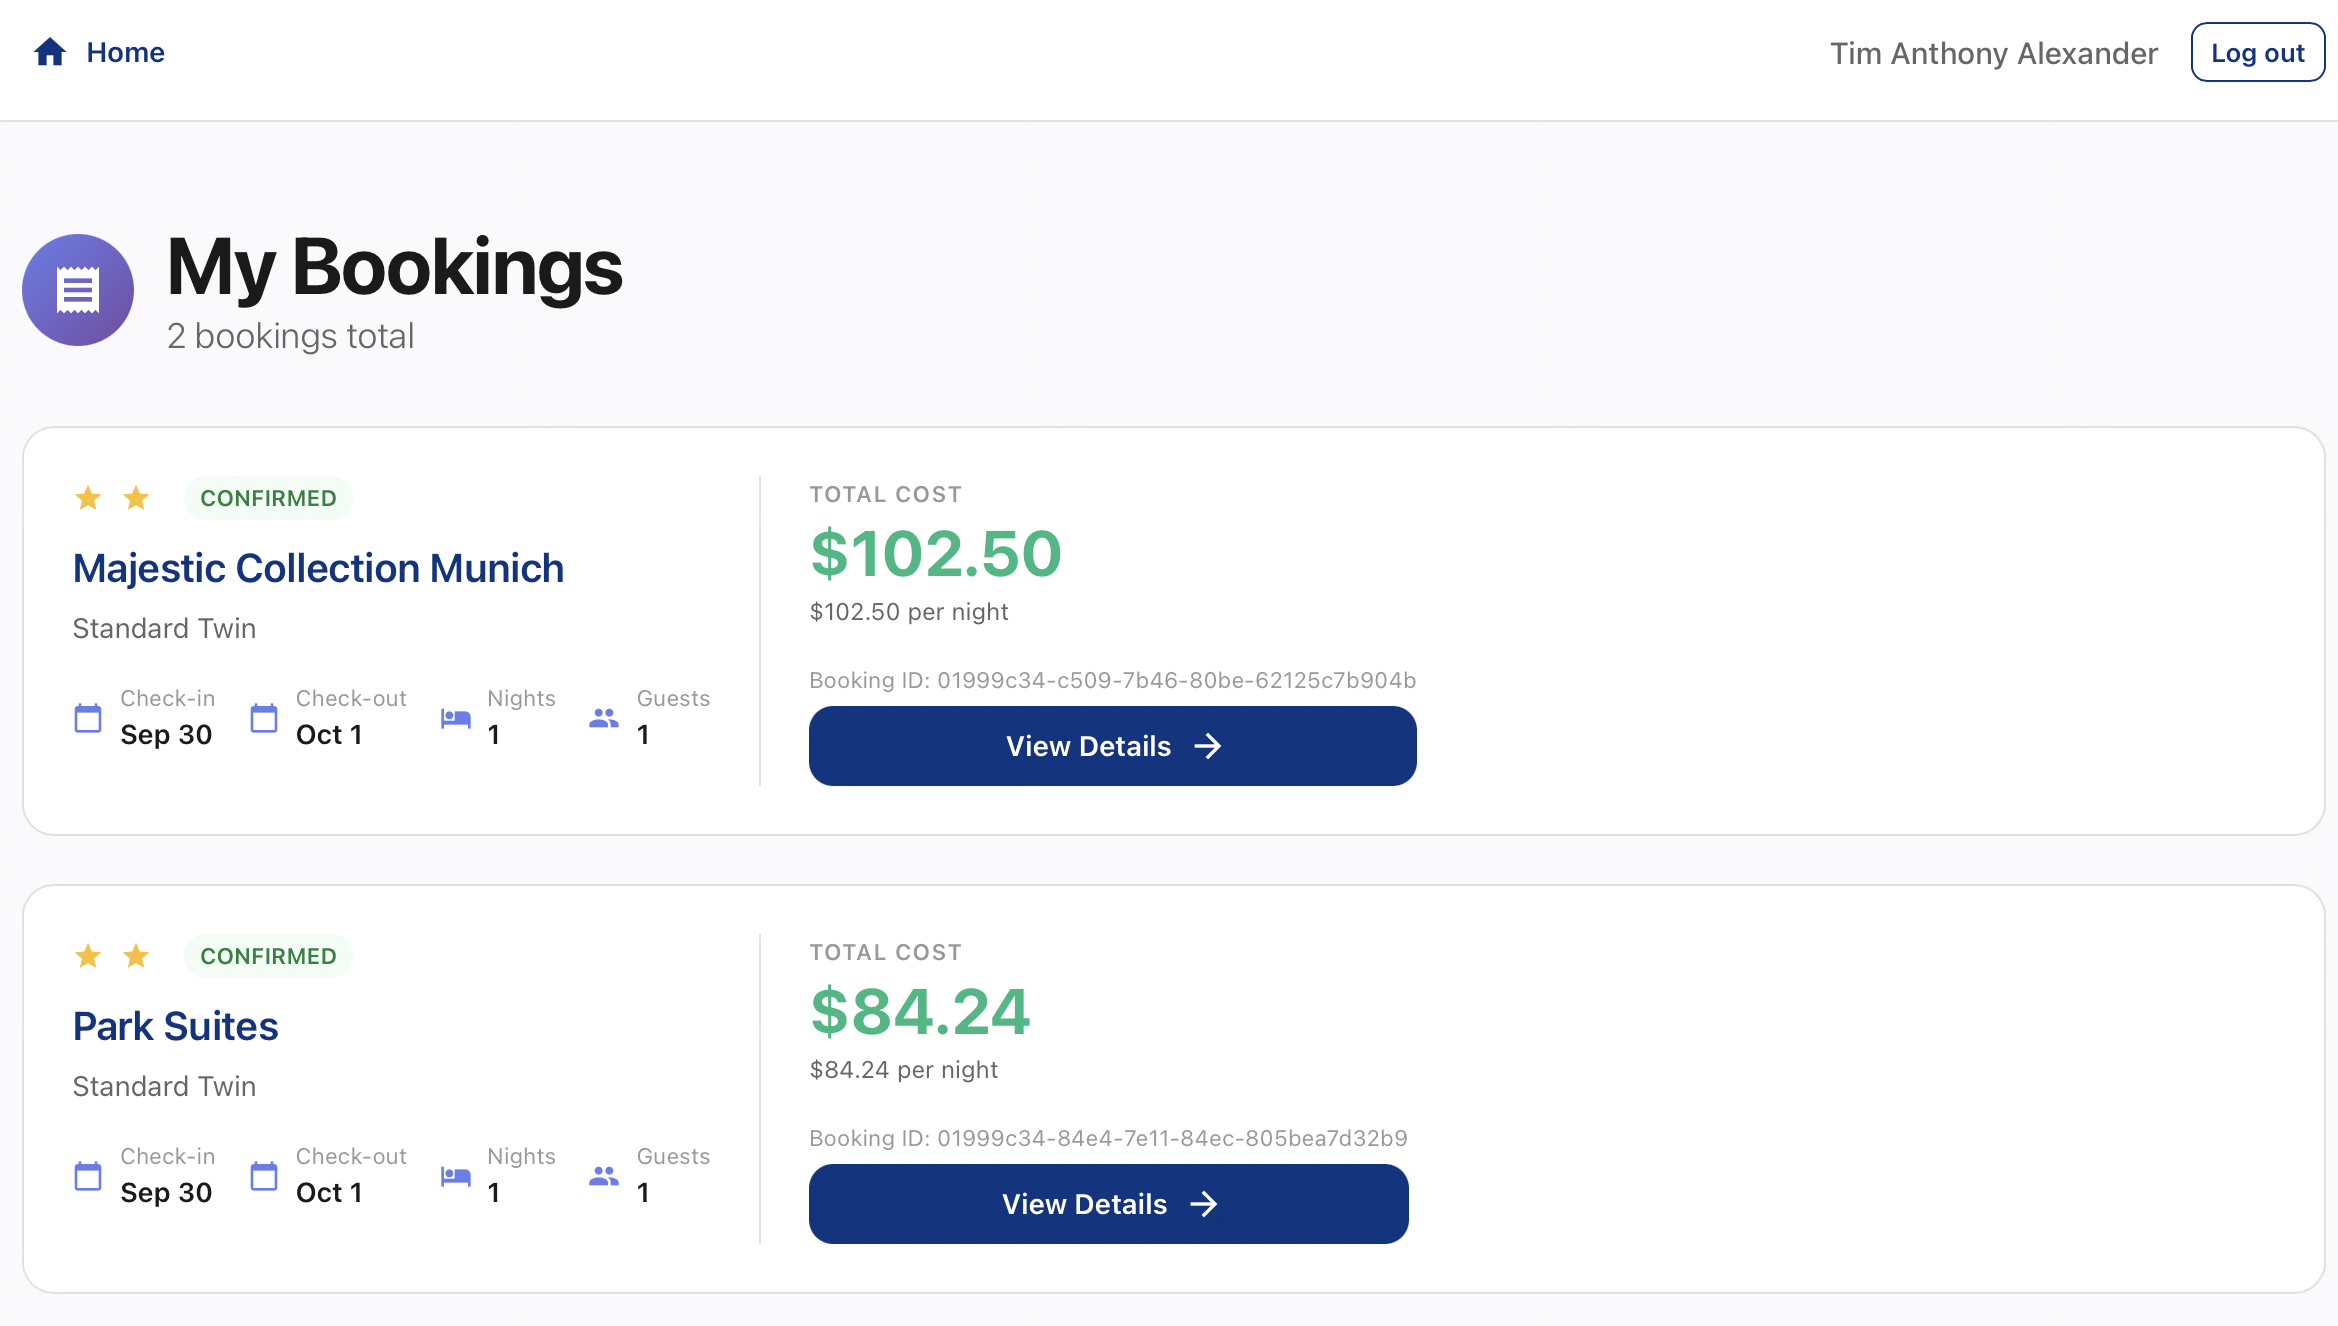 Home
Tim Anthony Alexander
Log out
My Bookings
2 bookings total
CONFIRMED
Majestic Collection Munich
Standard Twin
Check-in
Sep 30
Check-out
Oct 1
Nights
1
Guests
1
TOTAL COST
$102.50
$102.50 per night
Booking ID: 01999c34-c509-7b46-80be-62125c7b904b
View Details
CONFIRMED
Park Suites
Standard Twin
Check-in
Sep 30
Check-out
Oct 1
Nights
1
Guests
1
TOTAL COST
$84.24
$84.24 per night
Booking ID: 01999c34-84e4-7e11-84ec-805bea7d32b9
View Details